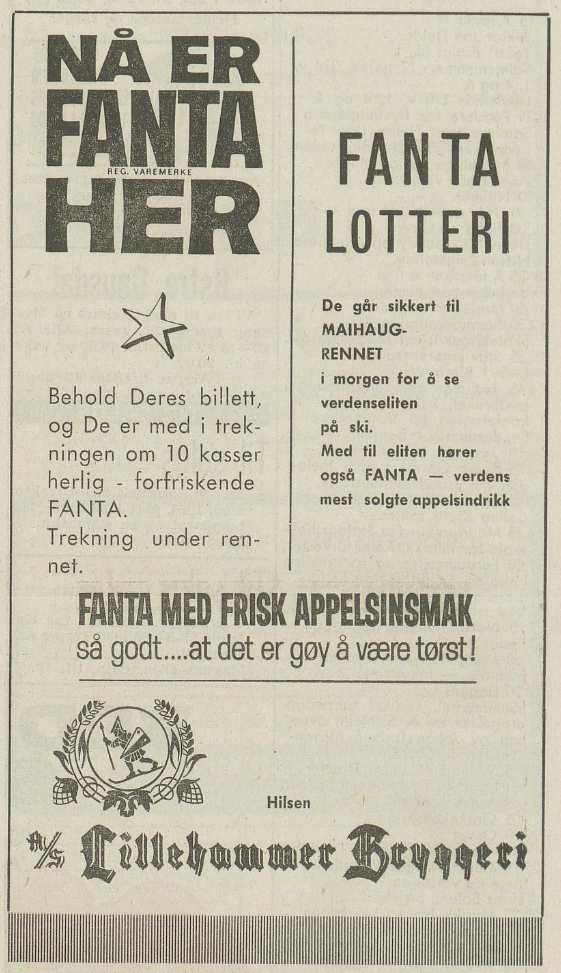 NÅ ER
FANTA
REG. VAREMERKE
HER
Behold Deres billett,
og De er med i trek-
ningen om 10 kasser
herlig - forfriskende
FANTA.
Trekning under ren-
net.
FANTA
LOTTERI
De går sikkert til
MAIHAUG-
RENNET
i morgen for å se
verdenseliten
på ski.
Med til eliten hører
også FANTA — verdens
mest solgte appelsindrikk
FANTA MED FRISK APPELSINSMAK
så godt....at det er gøy å være tørst!
Hilsen
A/S Lillehammer Bryggeri